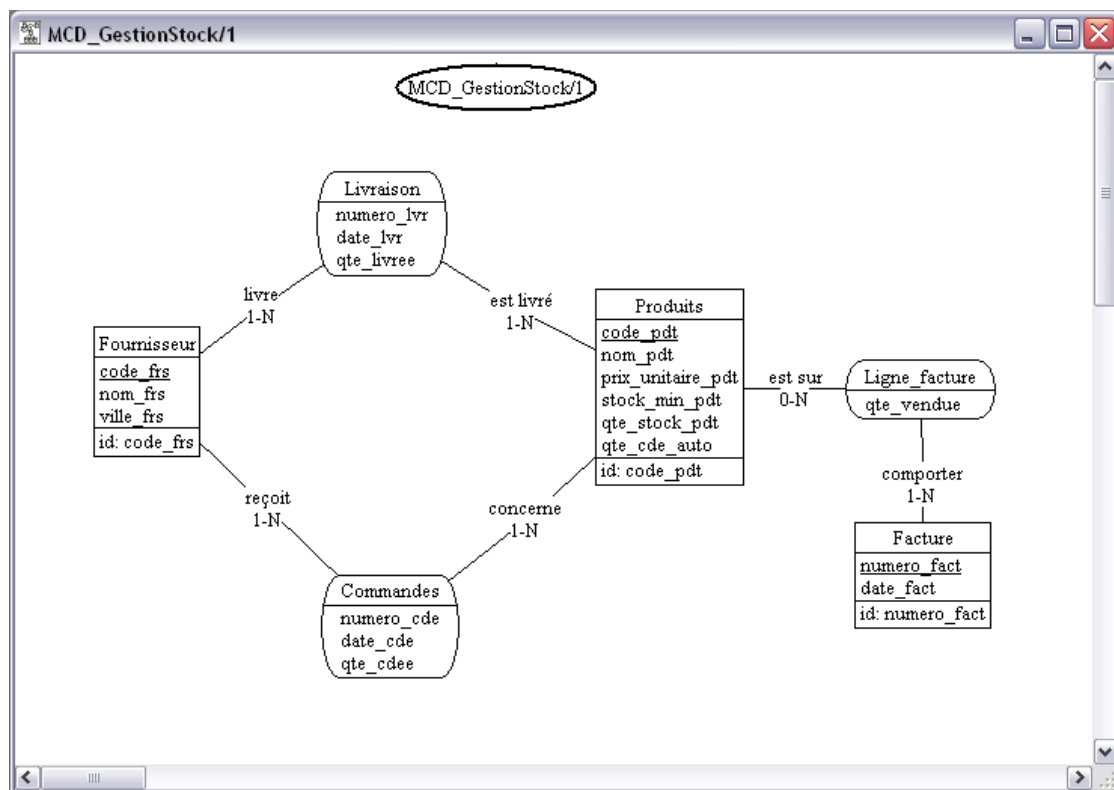 MCD_GestionStock/1
MCD_GestionStock/1
Livraison
numero_lvr
date_lvr
qte_livree
livre
1-N
est livré
1-N
Fournisseur
code_frs
nom_frs
ville_frs
id: code_frs
Produits
code_pdt
nom_pdt
prix_unitaire_pdt
stock_min_pdt
qte_stock_pdt
qte_cde_auto
id: code_pdt
est sur
0-N
Ligne_facture
qte_vendue
comporter
1-N
Facture
numero_fact
date_fact
id: numero_fact
reçoit
1-N
concerne
1-N
Commandes
numero_cde
date_cde
qte_cdee